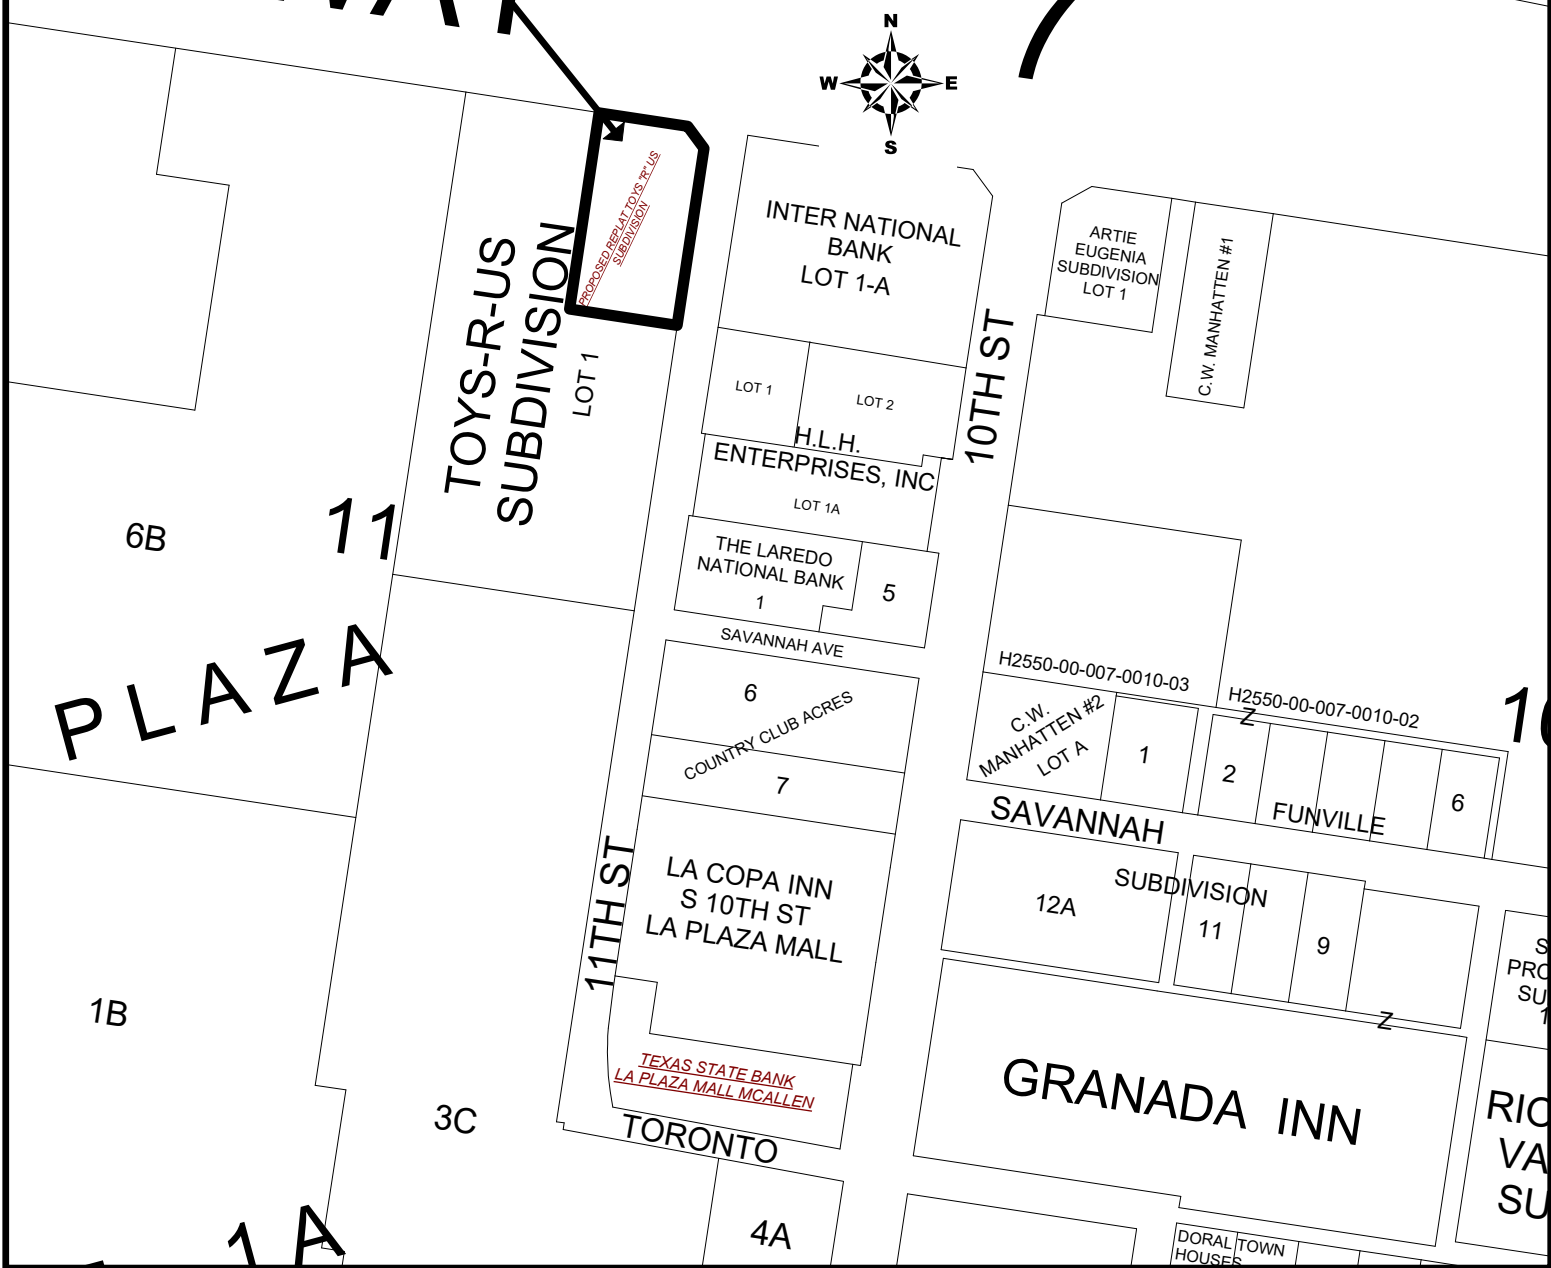 N
W E
S
PROPOSED REPLAT TOYS "R" US
SUBDIVISION
TOYS-R-US
SUBDIVISION
LOT 1
INTER NATIONAL
BANK
LOT 1-A
10TH ST
ARTIE
EUGENIA
SUBDIVISION
LOT 1
C.W. MANHATTEN #1
LOT 1
LOT 2
H.L.H.
ENTERPRISES, INC
LOT 1A
11
6B
THE LAREDO
NATIONAL BANK
1
5
SAVANNAH AVE
PLAZA
6
COUNTRY CLUB ACRES
7
H2550-00-007-0010-03
H2550-00-007-0010-02
Z
C.W.
MANHATTEN #2
LOT A
1
2
6
FUNVILLE
SAVANNAH
SUBDIVISION
12A
11
9
Z
11TH ST
LA COPA INN
S 10TH ST
LA PLAZA MALL
1B
3C
TEXAS STATE BANK
LA PLAZA MALL MCALLEN
TORONTO
GRANADA INN
4A
1A
DORAL TOWN
HOUSES